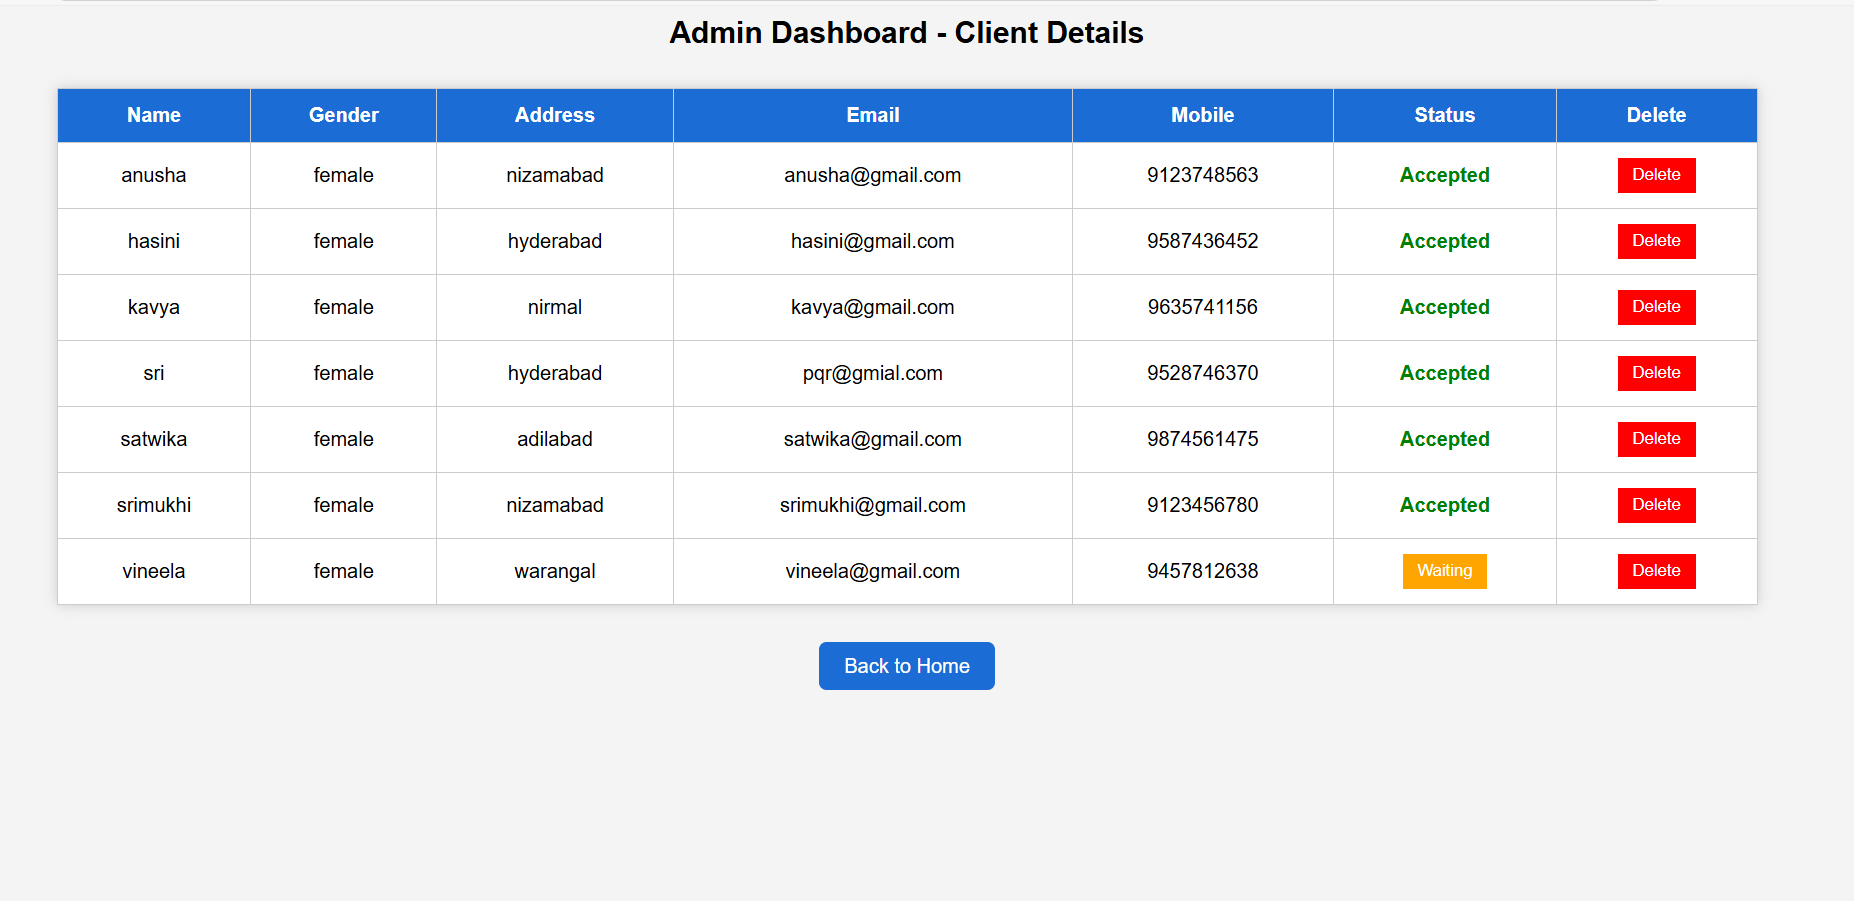 Admin Dashboard - Client Details
Name Gender Address Email Mobile Status Delete
anusha female nizamabad anusha@gmail.com 9123748563 Accepted Delete
hasini female hyderabad hasini@gmail.com 9587436452 Accepted Delete
kavya female nirmal kavya@gmail.com 9635741156 Accepted Delete
sri female hyderabad pqr@gmial.com 9528746370 Accepted Delete
satwika female adilabad satwika@gmail.com 9874561475 Accepted Delete
srimukhi female nizamabad srimukhi@gmail.com 9123456780 Accepted Delete
vineela female warangal vineela@gmail.com 9457812638 Waiting Delete
Back to Home